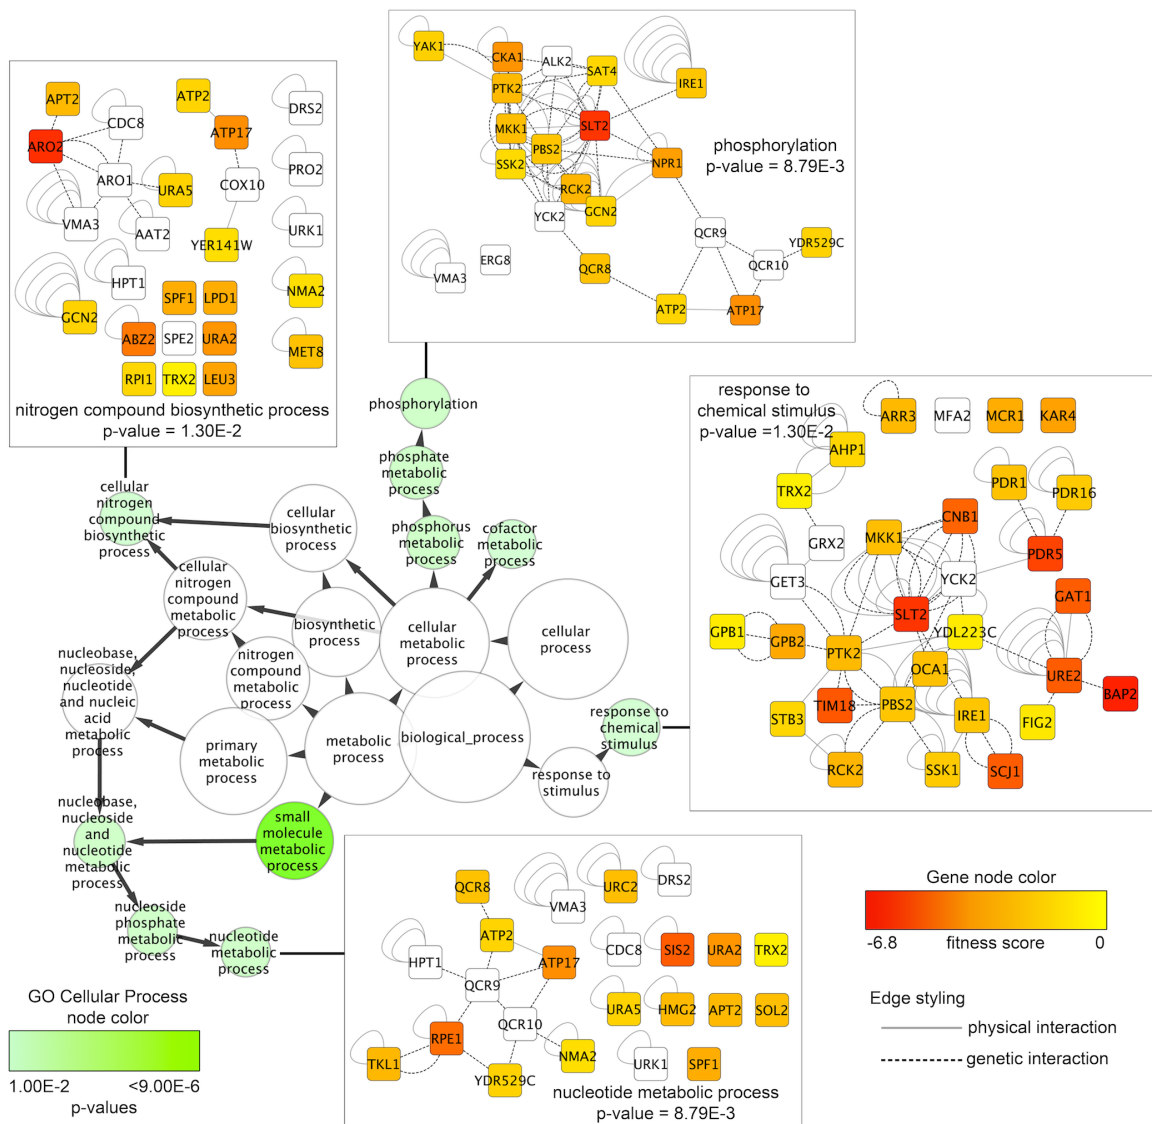 YAK1
CKA1
ALK2
SAT4
IRE1
PTK2
MKK1
SLT2
PBS2
SSK2
NPR1
RCK2
GCN2
YCK2
QCR9
YDR529C
ERG8
VMA3
QCR8
QCR10
ATP2
ATP17
phosphorylation
p-value = 8.79E-3
APT2
ATP2
DRS2
CDC8
ATP17
ARO2
PRO2
ARO1
URA5
COX10
VMA3
AAT2
URK1
YER141W
HPT1
NMA2
SPF1
LPD1
GCN2
ABZ2
SPE2
URA2
MET8
RPI1
TRX2
LEU3
nitrogen compound biosynthetic process
p-value = 1.30E-2
response to
chemical stimulus
p-value =1.30E-2
ARR3
MFA2
MCR1
KAR4
AHP1
TRX2
PDR1
PDR16
CNB1
MKK1
GRX2
PDR5
GET3
YCK2
GAT1
SLT2
GPB1
GPB2
YDL223C
PTK2
OCA1
URE2
BAP2
TIM18
PBS2
STB3
IRE1
FIG2
RCK2
SSK1
SCJ1
phosphorylation
phosphate
metabolic
process
phosphorus
metabolic
process
cofactor
metabolic
process
cellular
nitrogen
compound
biosynthetic
process
cellular
biosynthetic
process
cellular
nitrogen
compound
metabolic
process
biosynthetic
process
cellular
metabolic
process
cellular
process
nucleobase,
nucleoside,
nucleotide
and nucleic
acid
metabolic
process
nitrogen
compound
metabolic
process
primary
metabolic
process
metabolic
process
biological_process
response to
chemical
stimulus
response to
stimulus
nucleobase,
nucleoside
and
nucleotide
metabolic
process
small
molecule
metabolic
process
nucleoside
phosphate
metabolic
process
nucleotide
metabolic
process
QCR8
VMA3
URC2
DRS2
ATP2
HPT1
ATP17
CDC8
SIS2
URA2
TRX2
QCR9
QCR10
URA5
HMG2
APT2
SOL2
RPE1
TKL1
NMA2
YDR529C
URK1
SPF1
nucleotide metabolic process
p-value = 8.79E-3
GO Cellular Process
node color
1.00E-2 <9.00E-6
p-values
Gene node color
-6.8 fitness score 0
Edge styling
physical interaction
genetic interaction